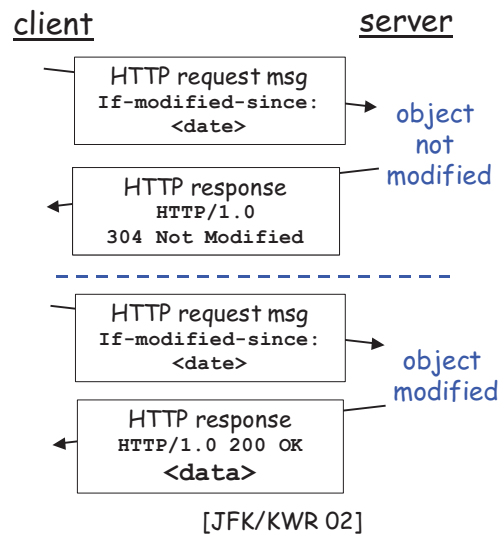 client
server
HTTP request msg
If-modified-since:
<date>
object
not
modified
HTTP response
HTTP/1.0
304 Not Modified
HTTP request msg
If-modified-since:
<date>
object
modified
HTTP response
HTTP/1.0 200 OK
<data>
[JFK/KWR 02]